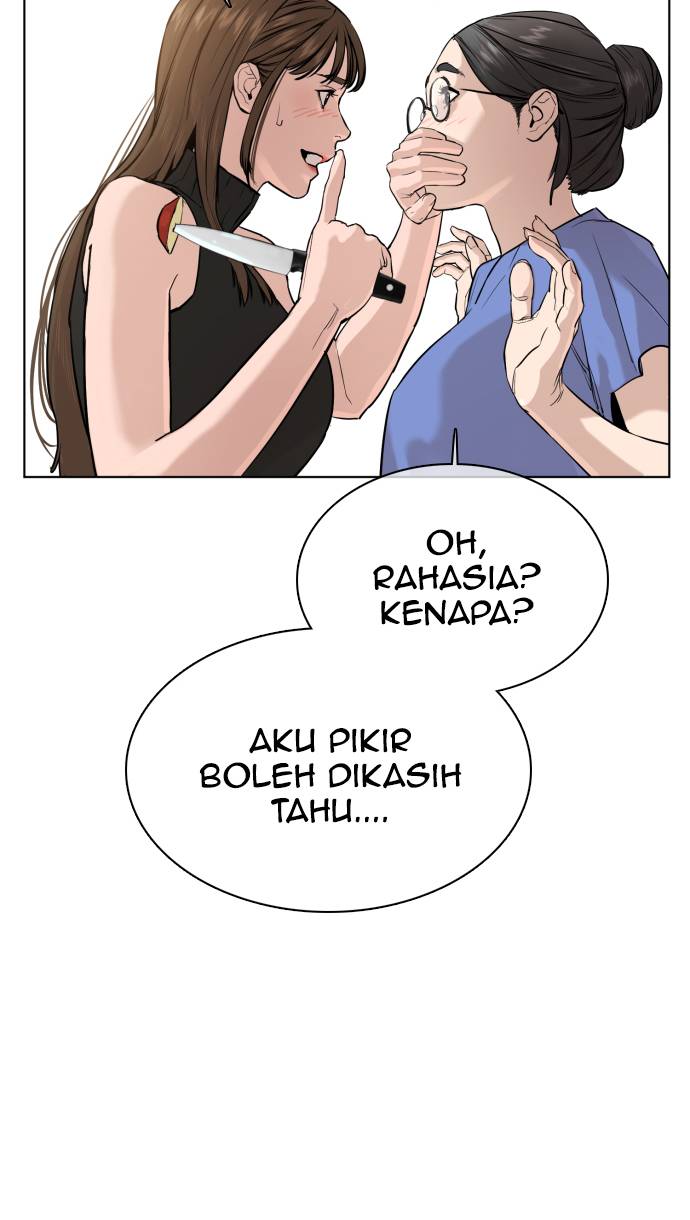 OH,
RAHASIA?
KENAPA?
AKU PIKIR
BOLEH DIKASIH
TAHU....